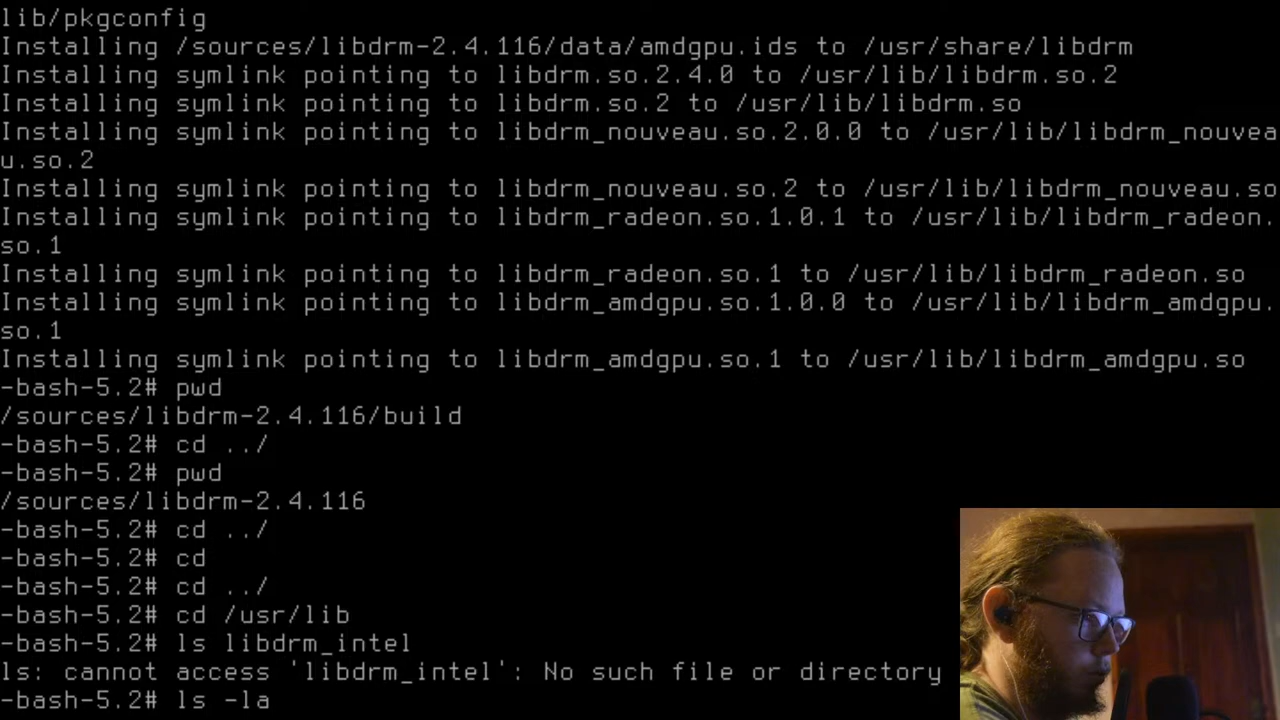 lib/pkgconfig
Installing /sources/libdrm-2.4.116/data/amdgpu.ids to /usr/share/libdrm
Installing symlink pointing to libdrm.so.2.4.0 to /usr/lib/libdrm.so.2
Installing symlink pointing to libdrm.so.2 to /usr/lib/libdrm.so
Installing symlink pointing to libdrm_nouveau.so.2.0.0 to /usr/lib/libdrm_nouvea
u.so.2
Installing symlink pointing to libdrm_nouveau.so.2 to /usr/lib/libdrm_nouveau.so
Installing symlink pointing to libdrm_radeon.so.1.0.1 to /usr/lib/libdrm_radeon.
so.1
Installing symlink pointing to libdrm_radeon.so.1 to /usr/lib/libdrm_radeon.so
Installing symlink pointing to libdrm_amdgpu.so.1.0.0 to /usr/lib/libdrm_amdgpu.
so.1
Installing symlink pointing to libdrm_amdgpu.so.1 to /usr/lib/libdrm_amdgpu.so
-bash-5.2# pwd
/sources/libdrm-2.4.116/build
-bash-5.2# cd ../
-bash-5.2# pwd
/sources/libdrm-2.4.116
-bash-5.2# cd ../
-bash-5.2# cd
-bash-5.2# cd ../
-bash-5.2# cd /usr/lib
-bash-5.2# ls libdrm_intel
ls: cannot access 'libdrm_intel': No such file or directory
-bash-5.2# ls -la